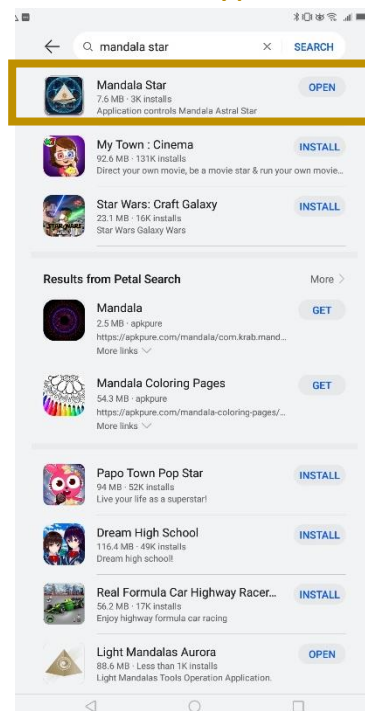 mandala star
SEARCH
Mandala Star
7.6 MB · 3K installs
Application controls Mandala Astral Star
OPEN
My Town : Cinema
92.6 MB · 131K installs
Direct your own movie, be a movie star & run your own movie...
INSTALL
Star Wars: Craft Galaxy
23.1 MB · 16K installs
Star Wars Galaxy Wars
INSTALL
Results from Petal Search
More
Mandala
2.5 MB · apkpure
https://apkpure.com/mandala/com.krab.mand...
More links
GET
Mandala Coloring Pages
54.3 MB · apkpure
https://apkpure.com/mandala-coloring-pages/...
More links
GET
Papo Town Pop Star
94 MB · 52K installs
Live your life as a superstar!
INSTALL
Dream High School
116.4 MB · 49K installs
Dream high school!
INSTALL
Real Formula Car Highway Racer...
56.2 MB · 17K installs
Enjoy highway formula car racing
INSTALL
Light Mandalas Aurora
88.6 MB · Less than 1K installs
Light Mandalas Tools Operation Application.
OPEN